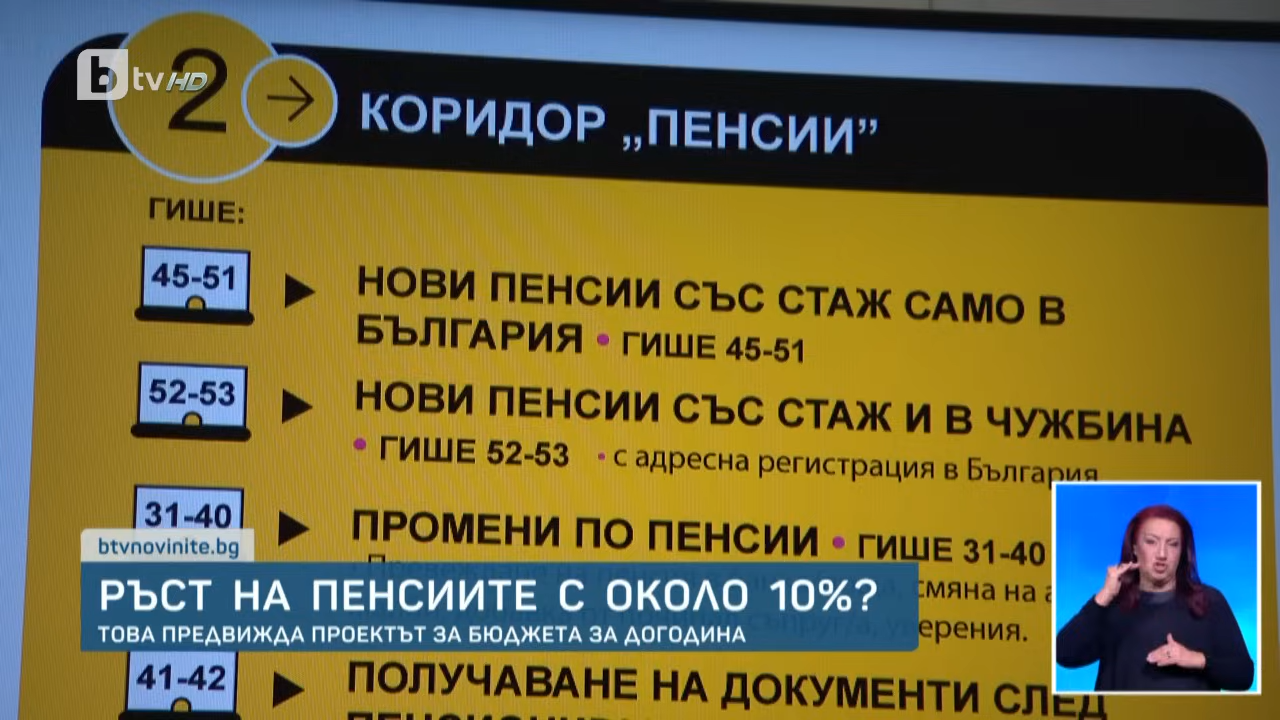 btv HD
2
КОРИДОР „ПЕНСИИ”
ГИШЕ:
45-51
НОВИ ПЕНСИИ СЪС СТАЖ САМО В
БЪЛГАРИЯ • ГИШЕ 45-51
52-53
НОВИ ПЕНСИИ СЪС СТАЖ И В ЧУЖБИНА
• ГИШЕ 52-53 • с адресна регистрация в България
31-40
ПРОМЕНИ ПО ПЕНСИИ • ГИШЕ 31-40
смяна на
уверения.
btvnovinite.bg
РЪСТ НА ПЕНСИИТЕ С ОКОЛО 10%?
ТОВА ПРЕДВИЖДА ПРОЕКТЪТ ЗА БЮДЖЕТА ЗА ДОГОДИНА
41-42
ПОЛУЧАВАНЕ НА ДОКУМЕНТИ СЛЕД